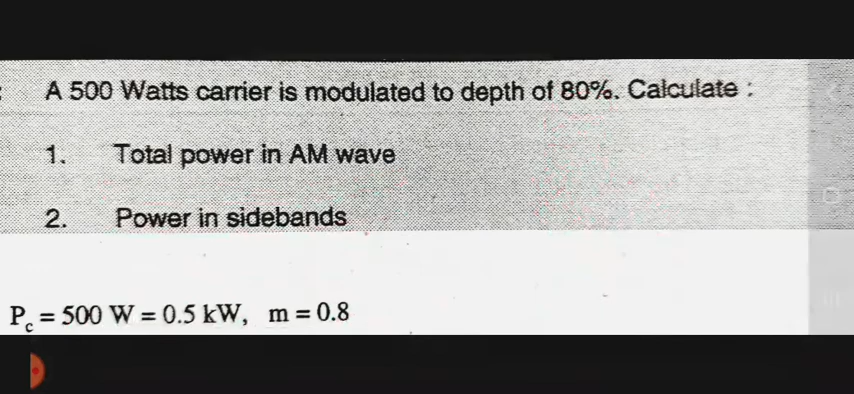 A 500 Watts carrier is modulated to depth of 80%. Calculate :
1. Total power in AM wave
2. Power in sidebands
P_c = 500 W = 0.5 kW, m = 0.8